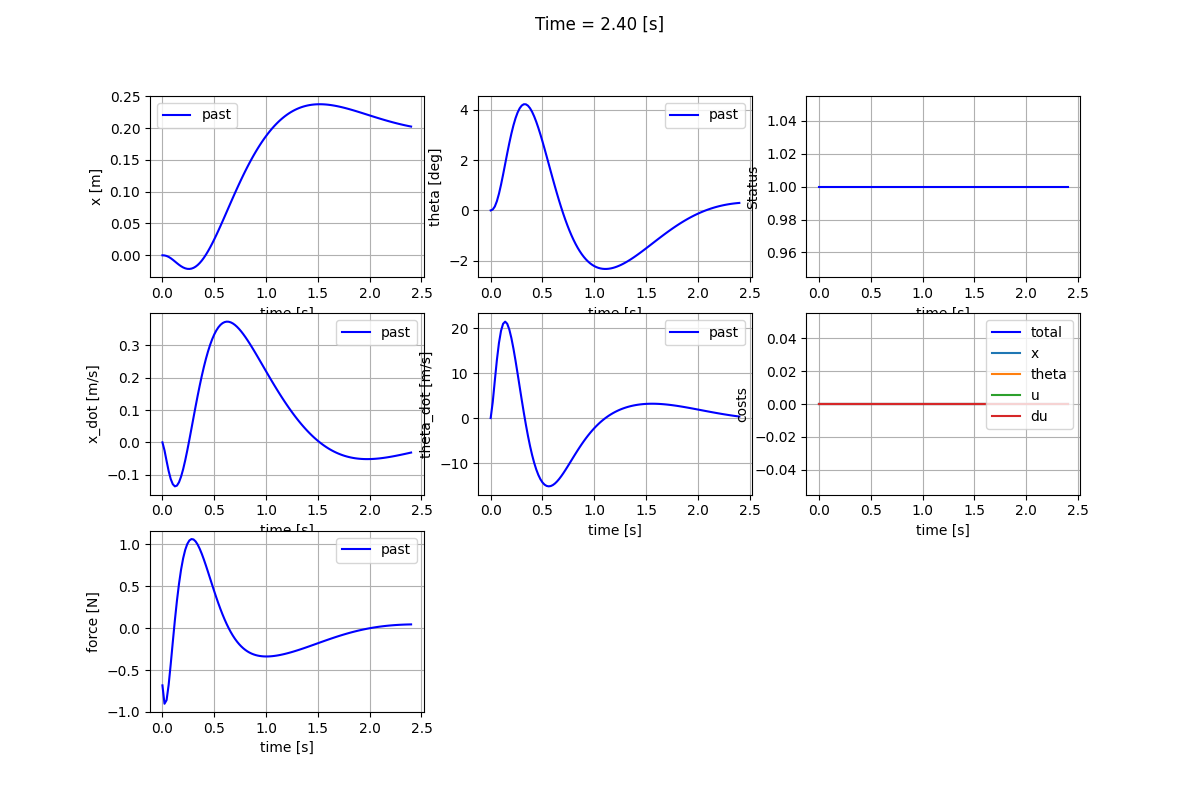 Time = 2.40 [s]
x [m]
0.25
0.20
0.15
0.10
0.05
0.00
past
0.0 0.5 1.0 1.5 2.0 2.5
time [s]
theta [deg]
4
2
0
−2
past
0.0 0.5 1.0 1.5 2.0 2.5
time [s]
Status
1.04
1.02
1.00
0.98
0.96
0.0 0.5 1.0 1.5 2.0 2.5
time [s]
x_dot [m/s]
0.3
0.2
0.1
0.0
−0.1
past
0.0 0.5 1.0 1.5 2.0 2.5
time [s]
theta_dot [m/s]
20
10
0
−10
past
0.0 0.5 1.0 1.5 2.0 2.5
time [s]
costs
0.04
0.02
0.00
−0.02
−0.04
total
x
theta
u
du
0.0 0.5 1.0 1.5 2.0 2.5
time [s]
force [N]
1.0
0.5
0.0
−0.5
−1.0
past
0.0 0.5 1.0 1.5 2.0 2.5
time [s]